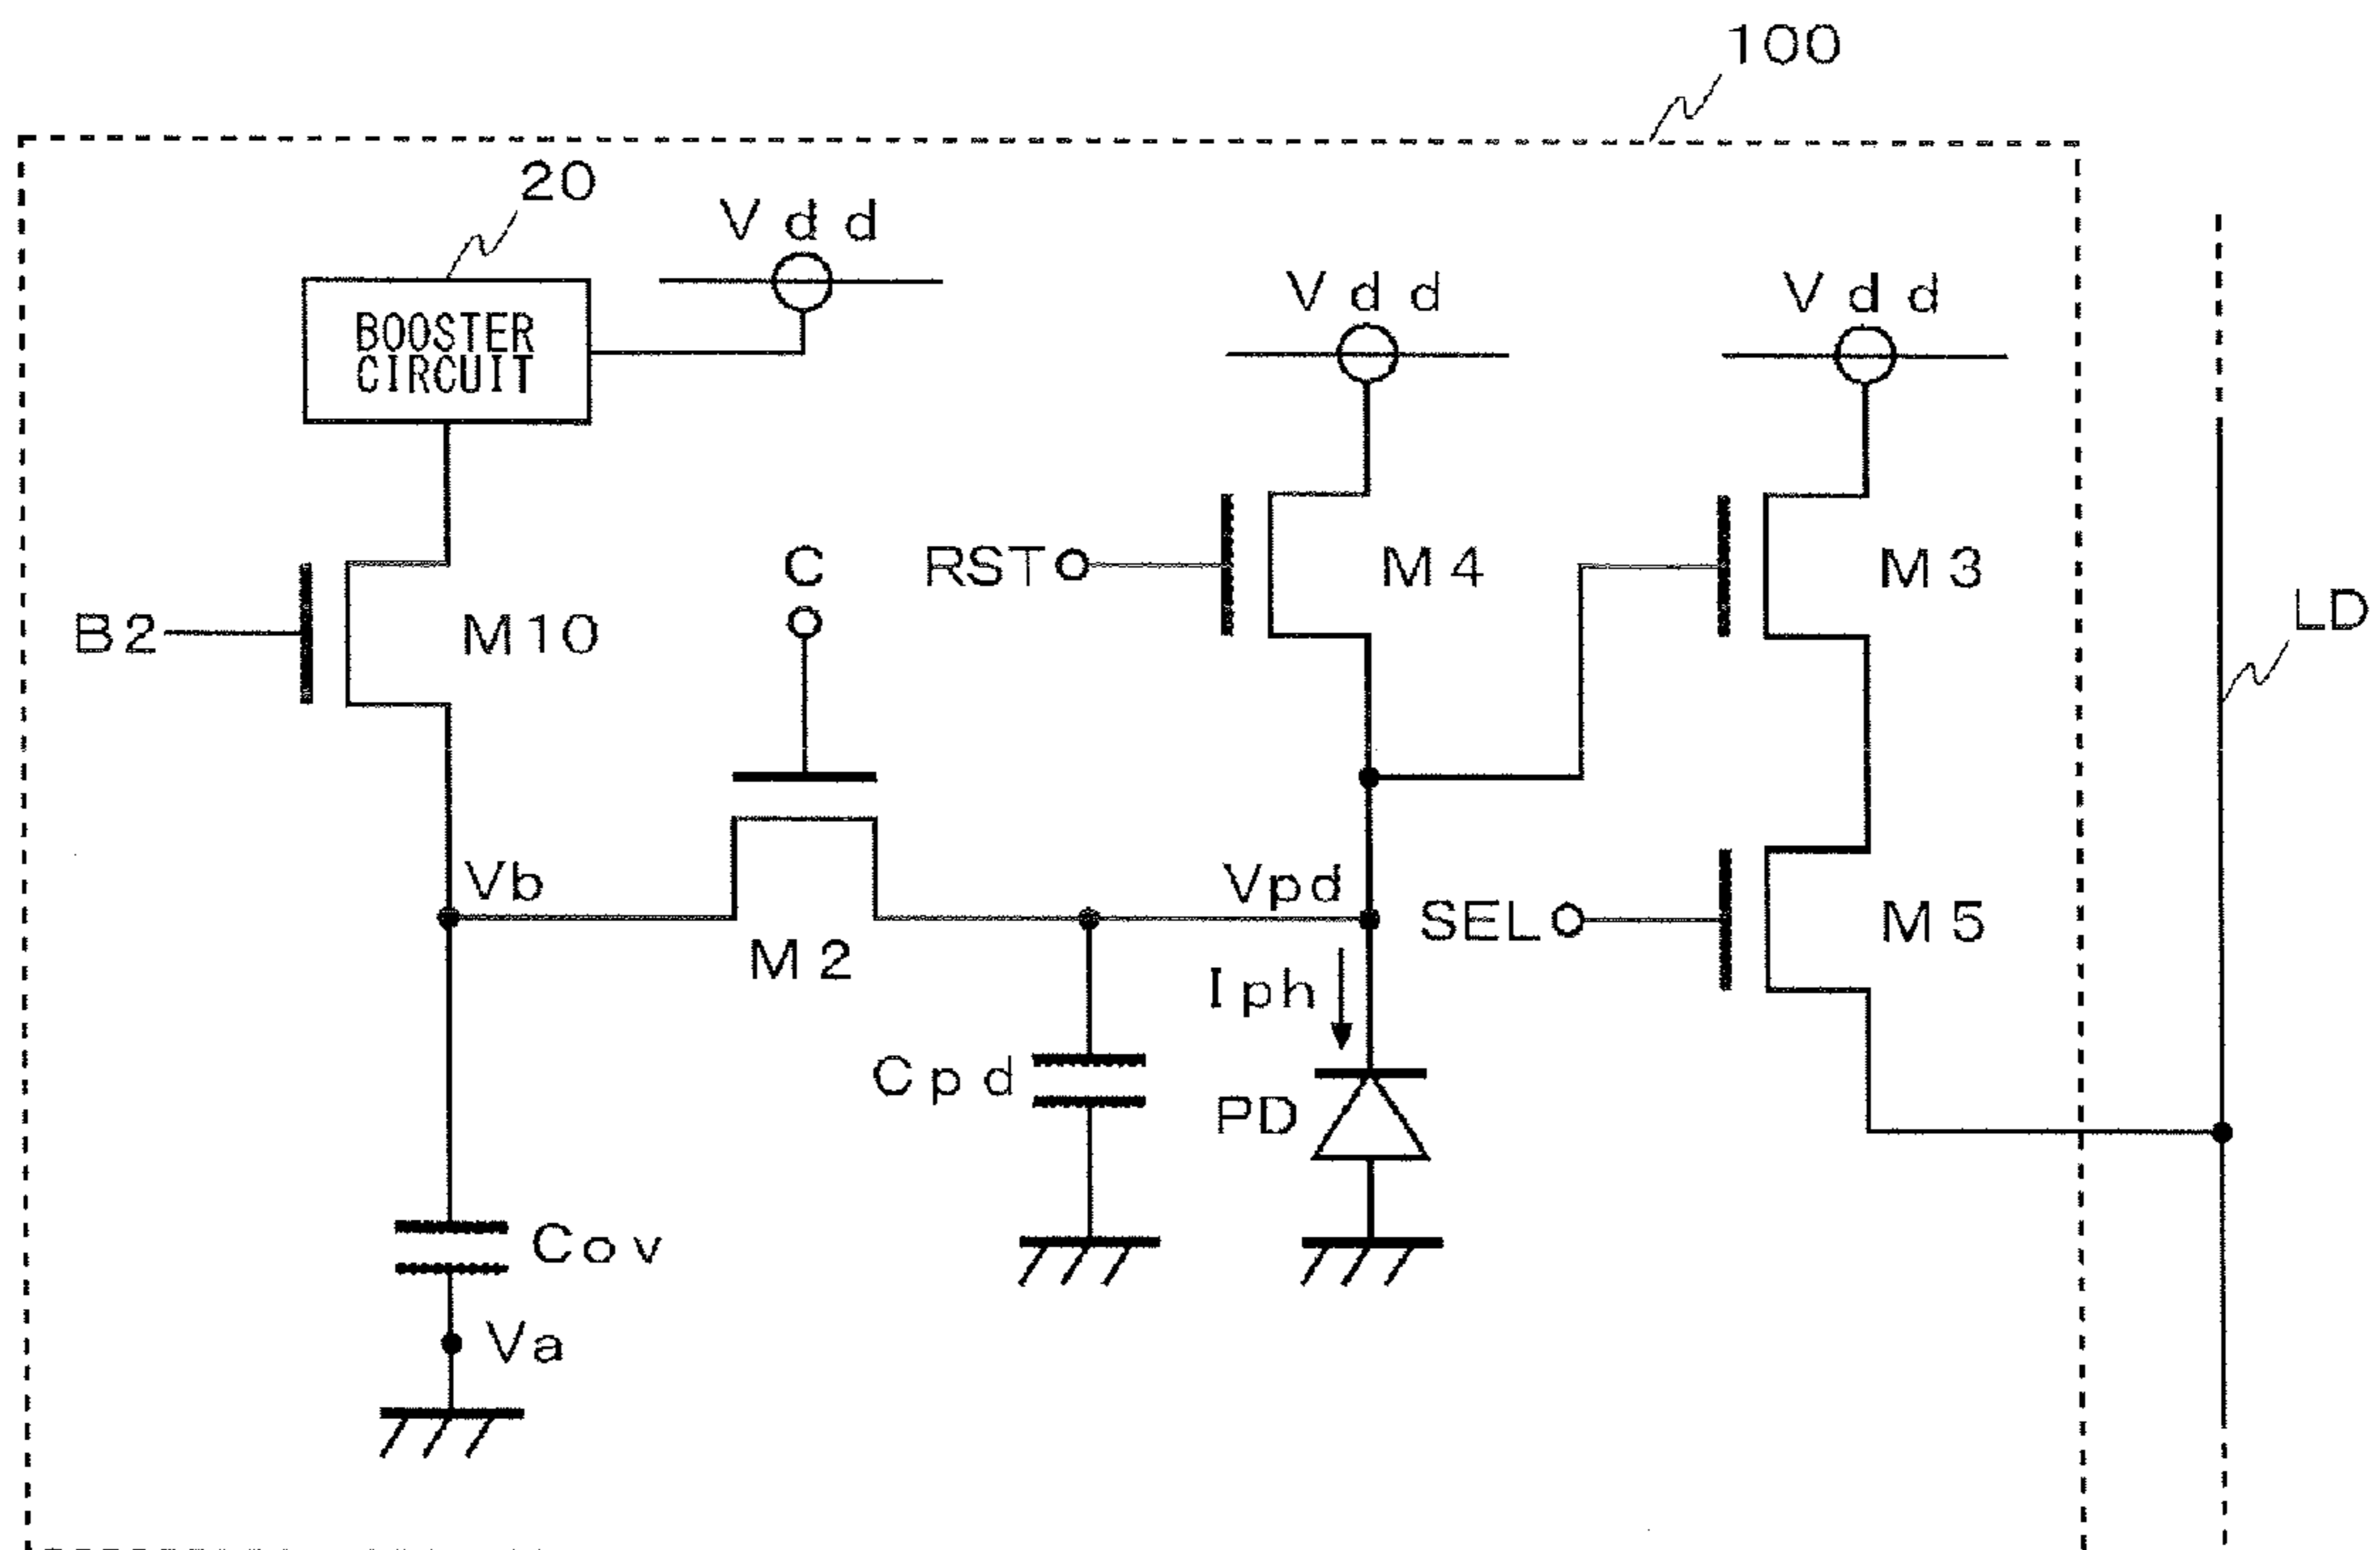 100
20
Vdd
Vdd
Vdd
BOOSTER
CIRCUIT
C
RST
M4
M3
LD
B2
M10
Vb
Vpd
SEL
M5
M2
Iph
Cpd
PD
Cov
Va